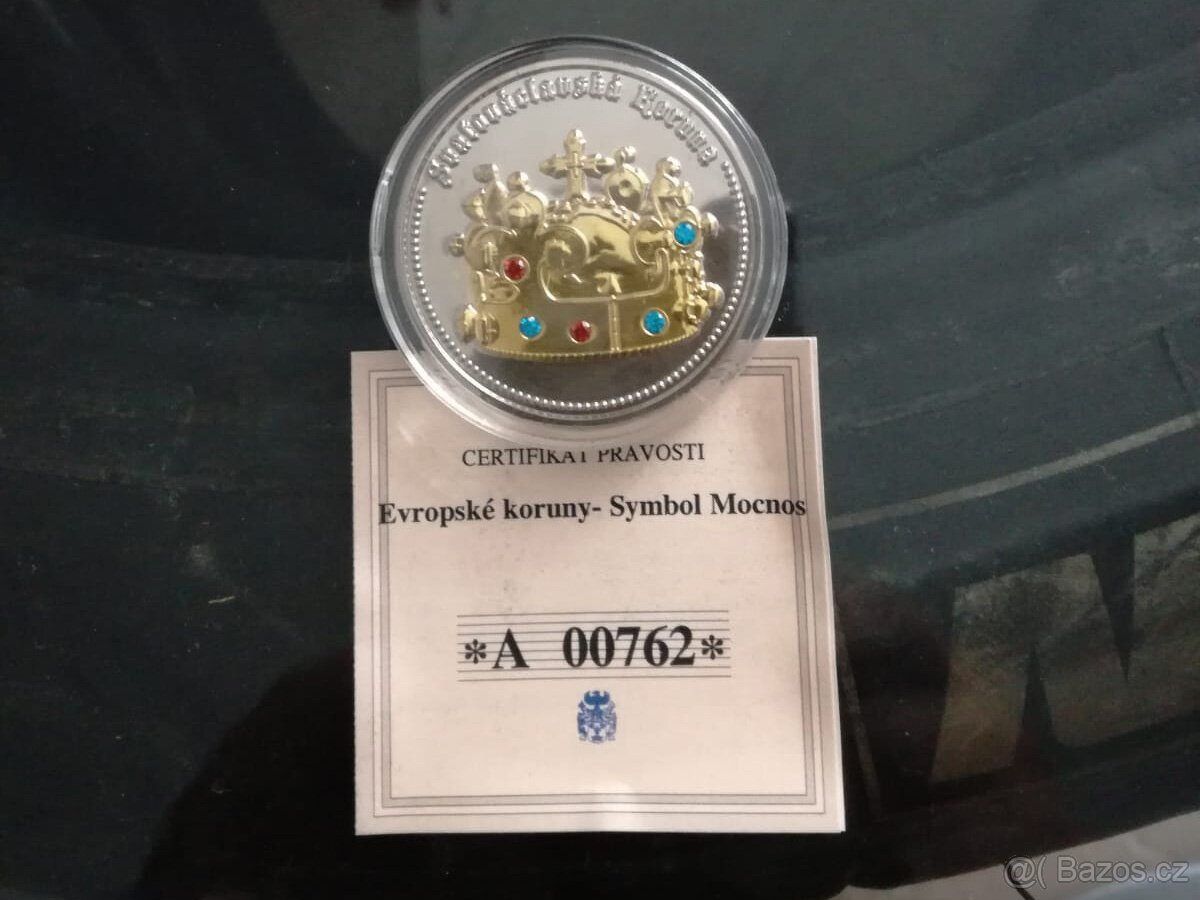 Svatováclavská Koruna
CERTIFIKÁT PRAVOSTI
Evropské koruny- Symbol Mocnos
*A 00762*
@( Bazos.cz